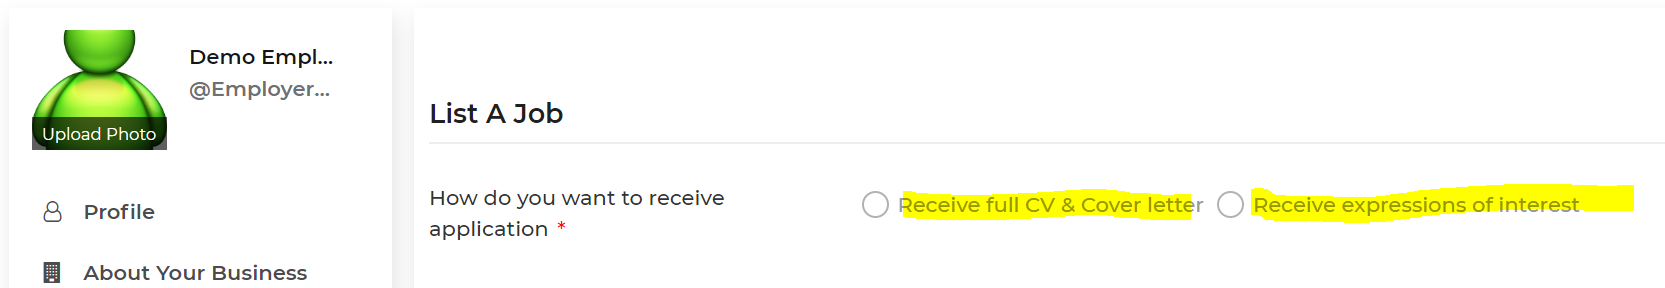 Demo Empl...
@Employer...
Upload Photo
Profile
About Your Business
List A Job
How do you want to receive
application *
Receive full CV & Cover letter
Receive expressions of interest